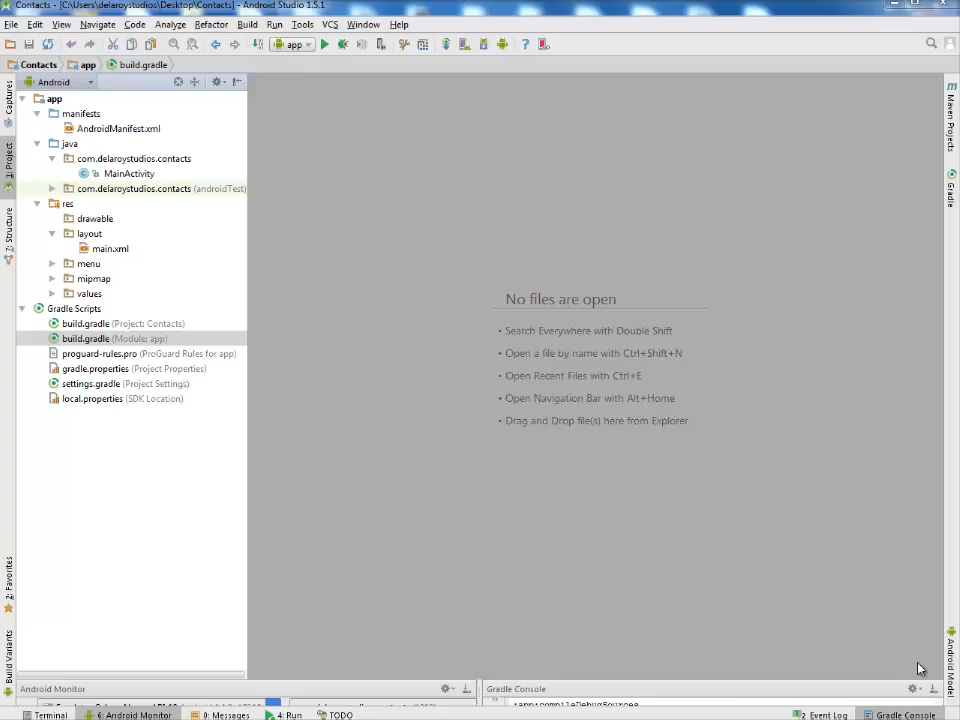 Contacts - [C:\Users\delaroystudios\Desktop\Contacts] - Android Studio 1.5.1
File Edit View Navigate Code Analyze Refactor Build Run Tools VCS Window Help
app
Contacts app build.gradle
Android
Captures
1: Project
7: Structure
2: Favorites
Build Variants
app
manifests
AndroidManifest.xml
java
com.delaroystudios.contacts
MainActivity
com.delaroystudios.contacts (androidTest)
res
drawable
layout
main.xml
menu
mipmap
values
Gradle Scripts
build.gradle (Project: Contacts)
build.gradle (Module: app)
proguard-rules.pro (ProGuard Rules for app)
gradle.properties (Project Properties)
settings.gradle (Project Settings)
local.properties (SDK Location)
No files are open
• Search Everywhere with Double Shift
• Open a file by name with Ctrl+Shift+N
• Open Recent Files with Ctrl+E
• Open Navigation Bar with Alt+Home
• Drag and Drop file(s) here from Explorer
m Maven Projects
Gradle
Android Model
Android Monitor
Gradle Console
:app:compileDebugSources
Terminal 6: Android Monitor 0: Messages 4: Run TODO 2 Event Log Gradle Console